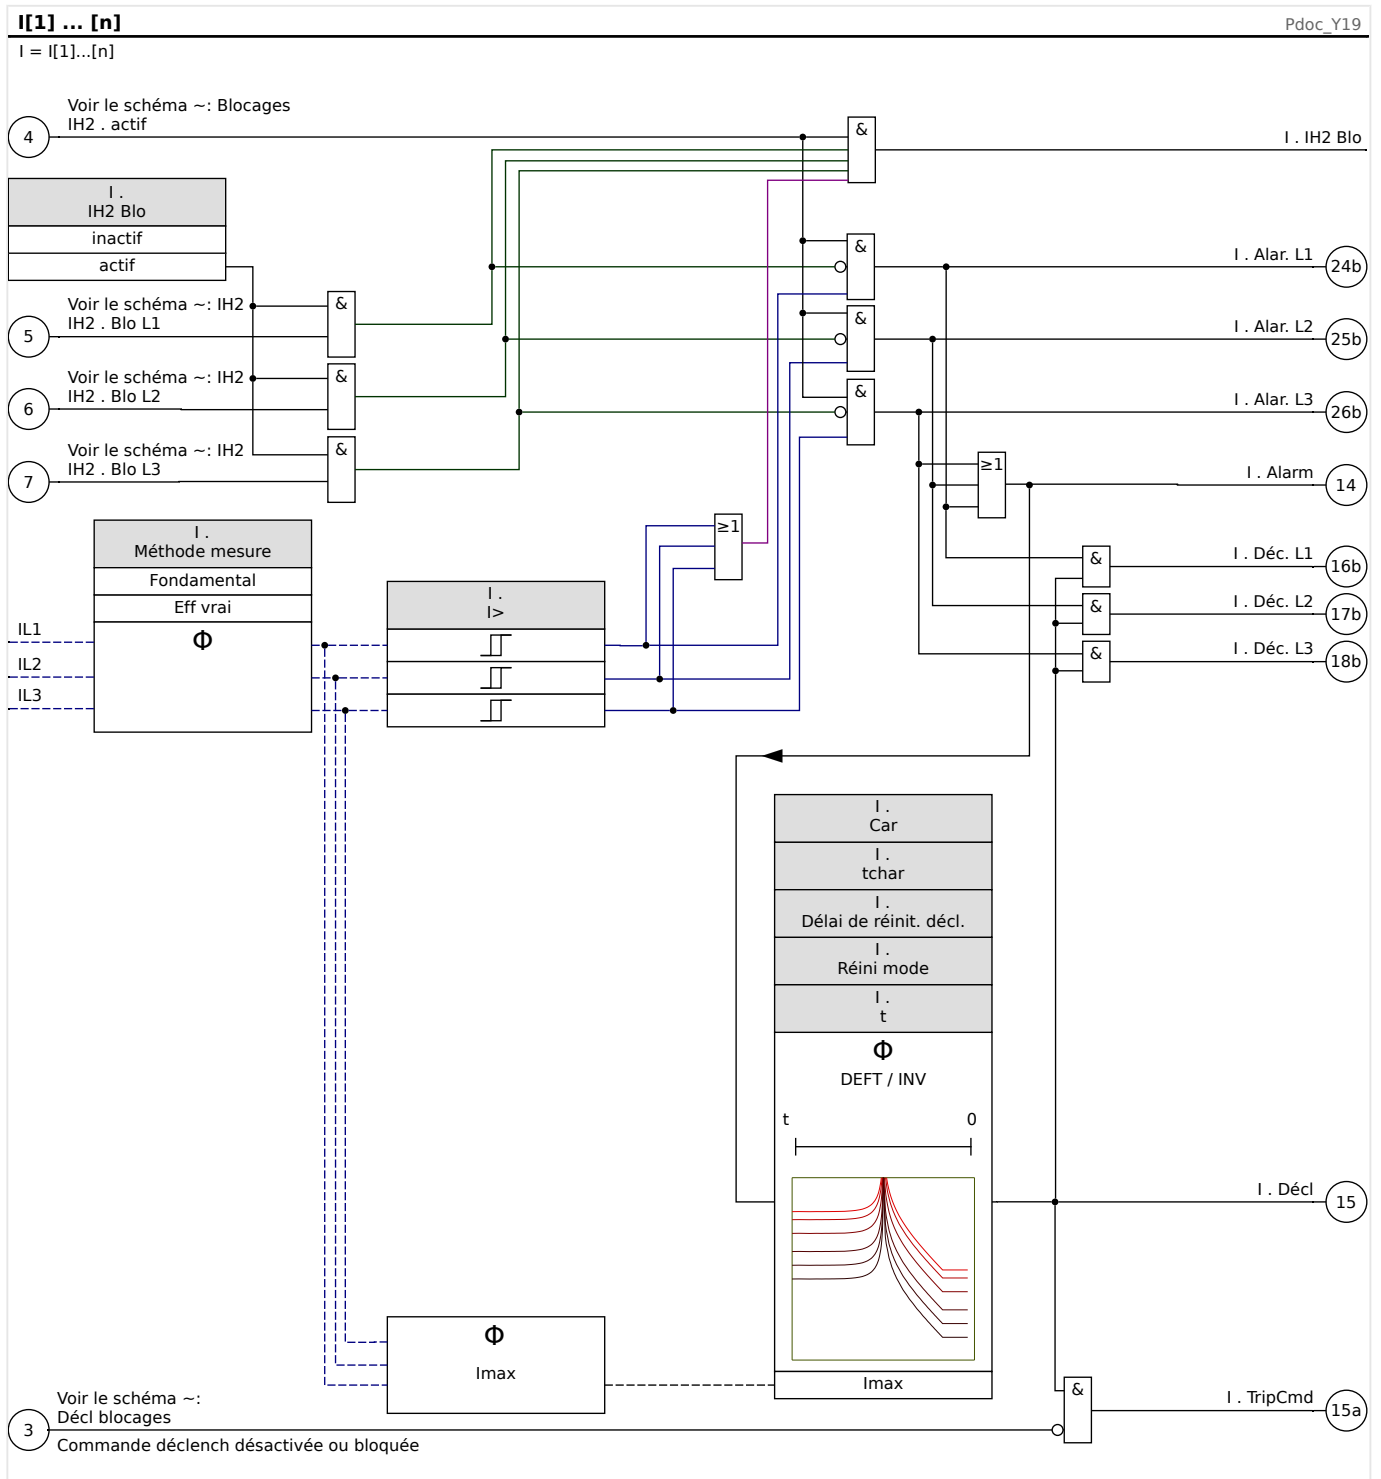 I[1] ... [n]
Pdoc_Y19
I = I[1]...[n]
Voir le schéma ~: Blocages
IH2 . actif
4
&
I . IH2 Blo
I .
IH2 Blo
inactif
actif
&
I . Alar. L1
24b
Voir le schéma ~: IH2
IH2 . Blo L1
5
&
&
I . Alar. L2
25b
Voir le schéma ~: IH2
IH2 . Blo L2
6
&
&
I . Alar. L3
26b
Voir le schéma ~: IH2
IH2 . Blo L3
7
&
≥1
I . Alarm
14
I .
Méthode mesure
Fondamental
Eff vrai
Φ
IL1
IL2
IL3
≥1
I .
I>
&
I . Déc. L1
16b
&
I . Déc. L2
17b
&
I . Déc. L3
18b
I .
Car
I .
tchar
I .
Délai de réinit. décl.
I .
Réini mode
I .
t
Φ
DEFT / INV
t
0
I . Décl
15
Φ
Imax
Imax
&
I . TripCmd
15a
Voir le schéma ~:
Décl blocages
3
Commande déclench désactivée ou bloquée